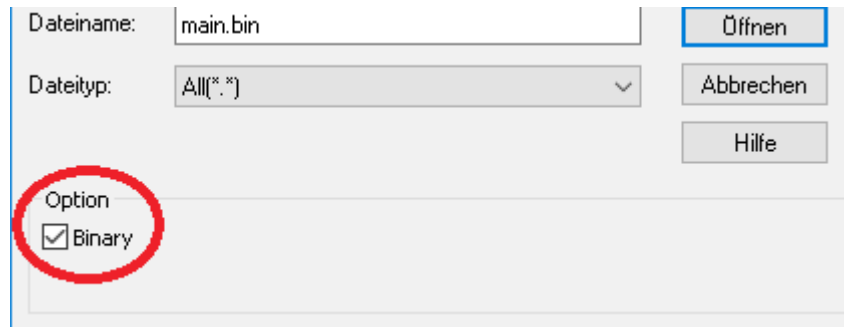 Dateiname: main.bin Öffnen
Dateityp: All(*.*) Abbrechen
Hilfe
Option
Binary